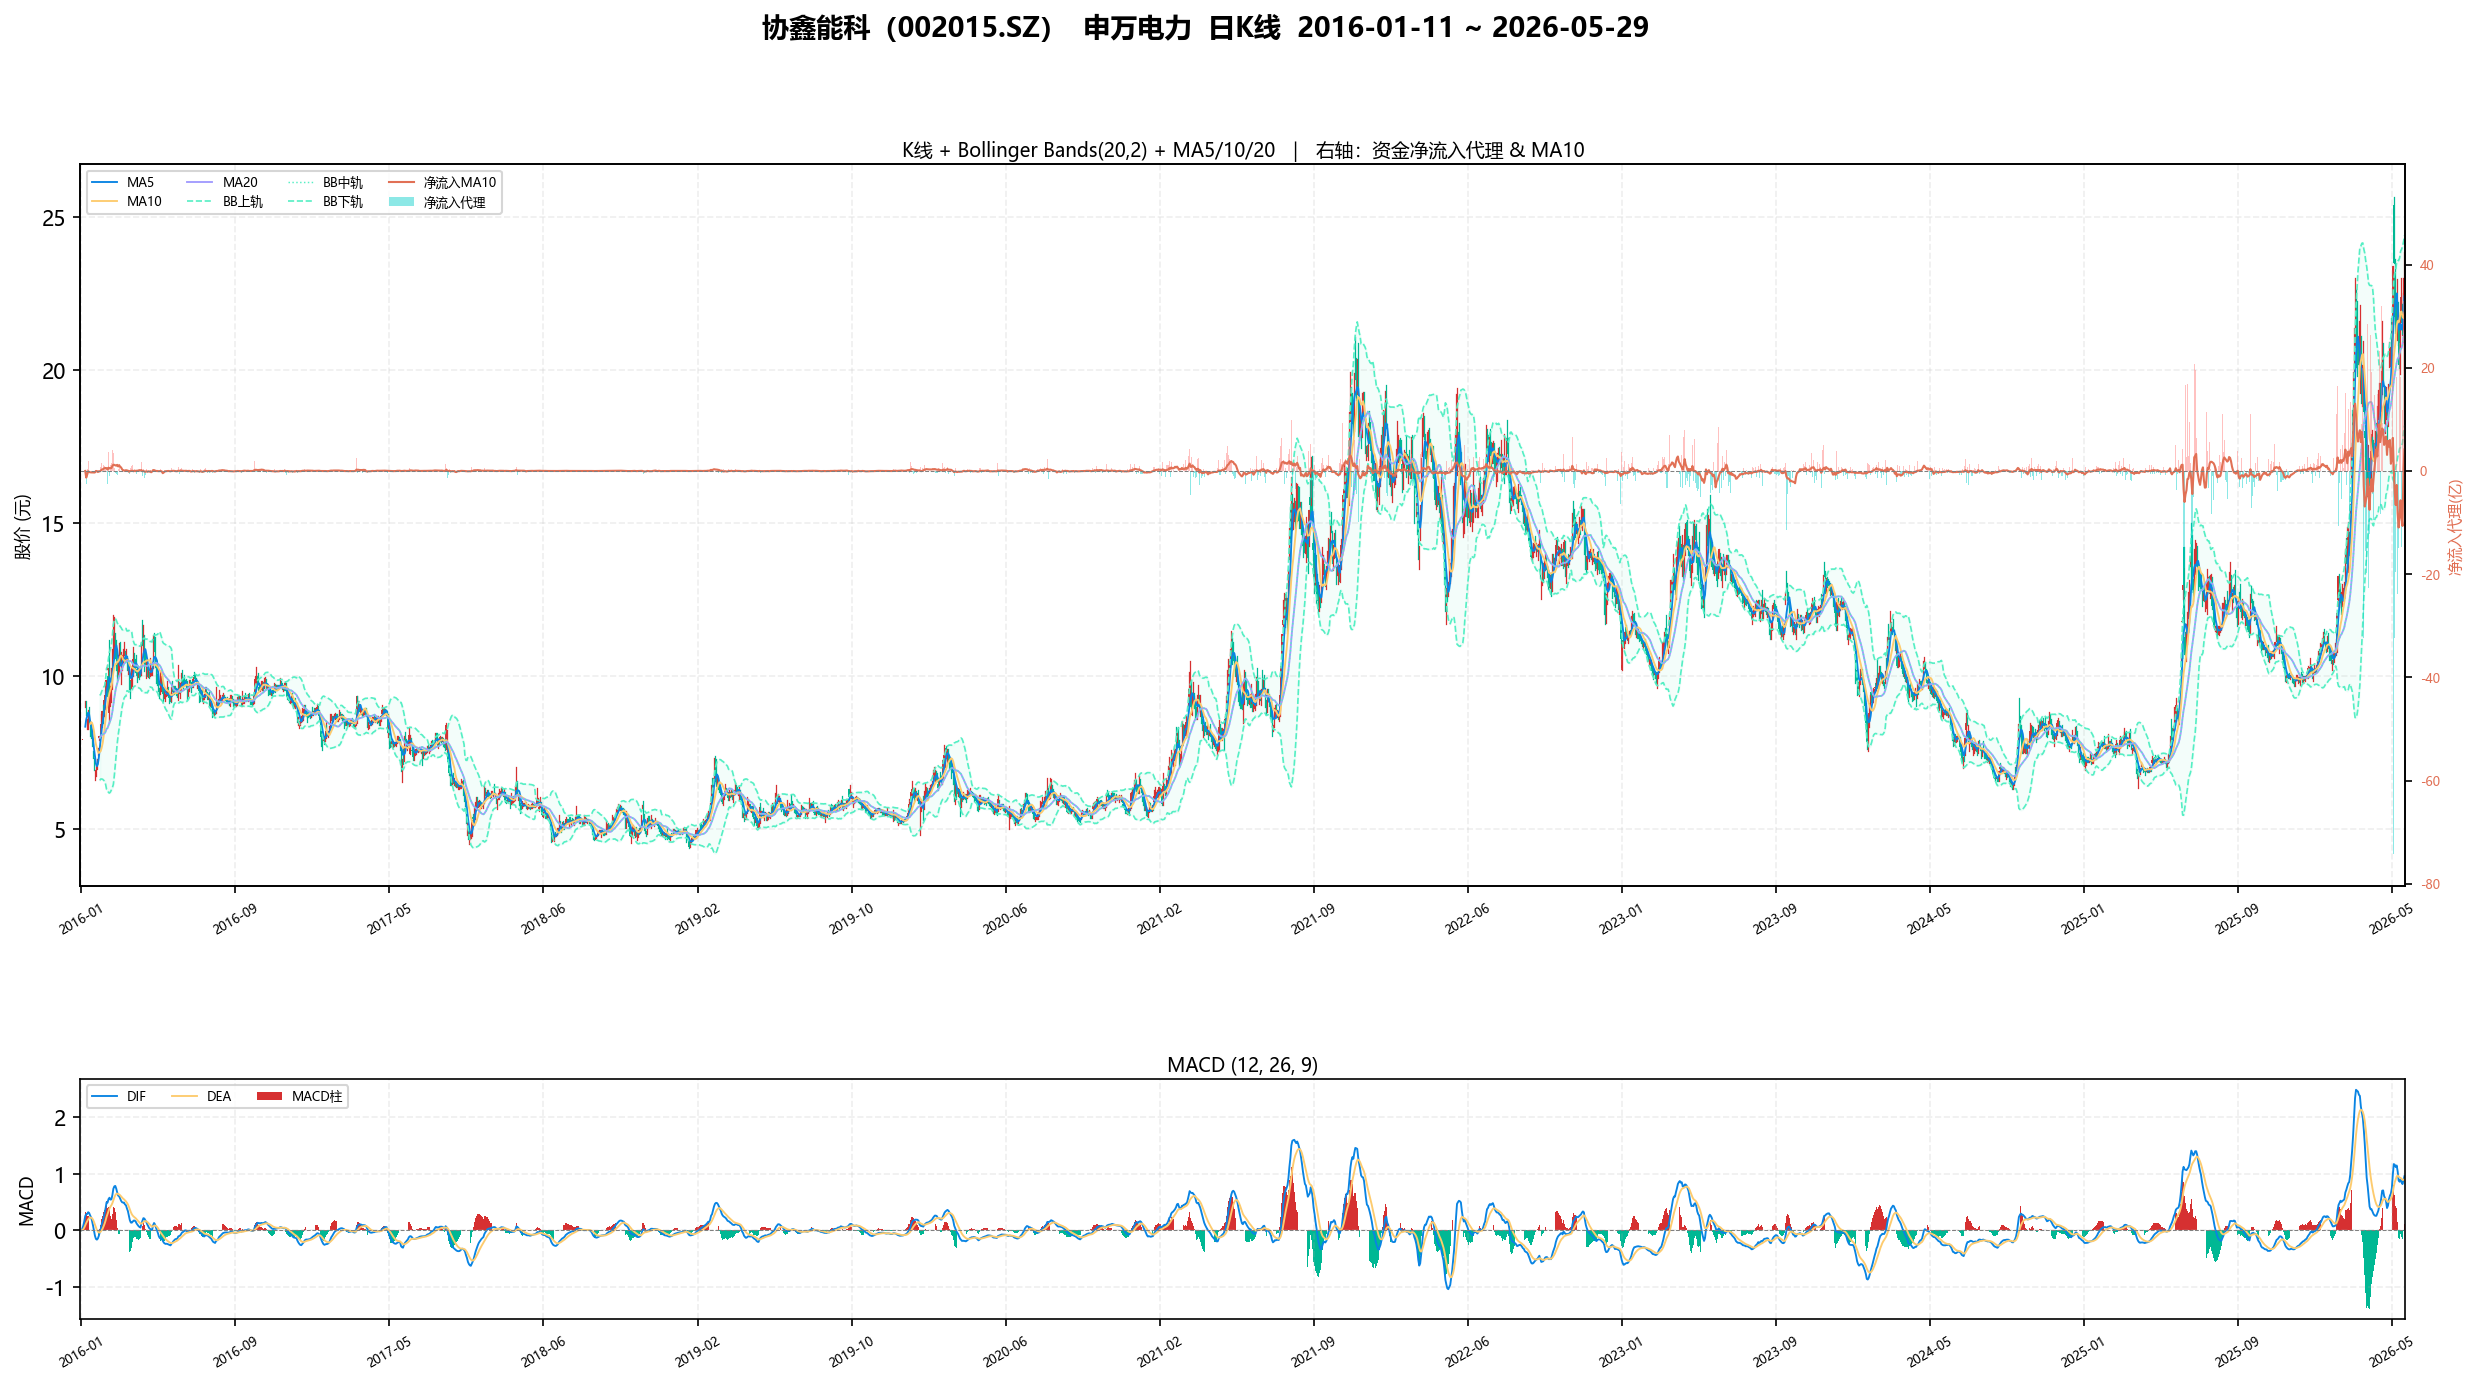 协鑫能科（002015.SZ） 申万电力 日K线 2016-01-11 ~ 2026-05-29
K线 + Bollinger Bands(20,2) + MA5/10/20 | 右轴：资金净流入代理 & MA10
MA5 MA20 BB中轨 净流入MA10
MA10 BB上轨 BB下轨 净流入代理
25
20
15
10
5
股价 (元)
40
20
0
-20
-40
-60
-80
净流入代理(亿)
2016-01 2016-09 2017-05 2018-06 2019-02 2019-10 2020-06 2021-02 2021-09 2022-06 2023-01 2023-09 2024-05 2025-01 2025-09 2026-05
MACD (12, 26, 9)
DIF DEA MACD柱
2
1
0
-1
MACD
2016-01 2016-09 2017-05 2018-06 2019-02 2019-10 2020-06 2021-02 2021-09 2022-06 2023-01 2023-09 2024-05 2025-01 2025-09 2026-05